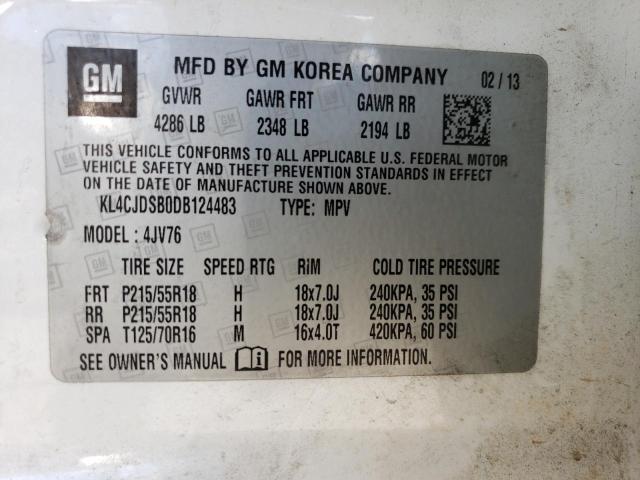 GM MFD BY GM KOREA COMPANY 02 / 13
GVWR GAWR FRT GAWR RR
4286 LB 2348 LB 2194 LB
THIS VEHICLE CONFORMS TO ALL APPLICABLE U.S. FEDERAL MOTOR
VEHICLE SAFETY AND THEFT PREVENTION STANDARDS IN EFFECT
ON THE DATE OF MANUFACTURE SHOWN ABOVE.
KL4CJDSB0DB124483 TYPE: MPV
MODEL : 4JV76
TIRE SIZE SPEED RTG RiM COLD TIRE PRESSURE
FRT P215/55R18 H 18x7.0J 240KPA, 35 PSI
RR P215/55R18 H 18x7.0J 240KPA, 35 PSI
SPA T125/70R16 M 16x4.0T 420KPA, 60 PSI
SEE OWNER'S MANUAL FOR MORE INFORMATION.